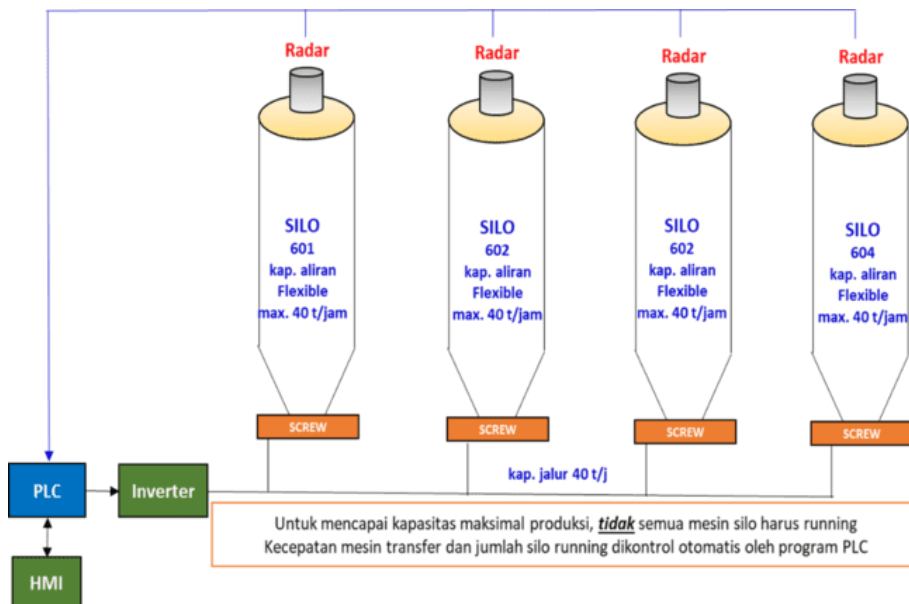 Radar
Radar
Radar
Radar
SILO
601
kap. aliran
Flexible
max. 40 t/jam
SILO
602
kap. aliran
Flexible
max. 40 t/jam
SILO
602
kap. aliran
Flexible
max. 40 t/jam
SILO
604
kap. aliran
Flexible
max. 40 t/jam
SCREW
SCREW
SCREW
SCREW
PLC
Inverter
kap. jalur 40 t/j
Untuk mencapai kapasitas maksimal produksi, tidak semua mesin silo harus running
Kecepatan mesin transfer dan jumlah silo running dikontrol otomatis oleh program PLC
HMI